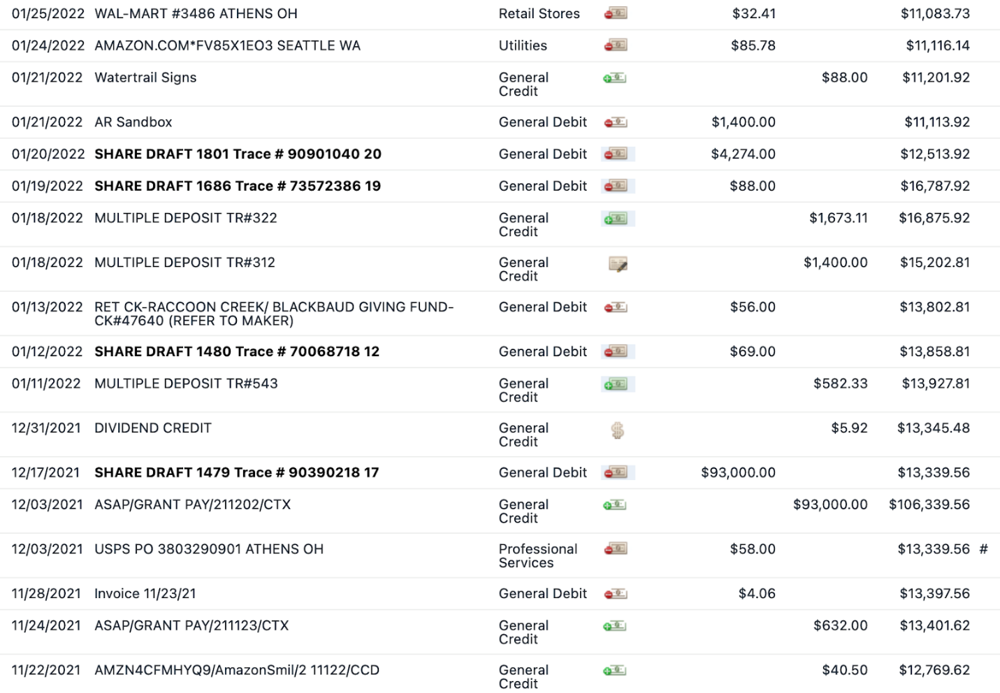 01/25/2022 WAL-MART #3486 ATHENS OH Retail Stores $32.41 $11,083.73
01/24/2022 AMAZON.COM*FV85X1EO3 SEATTLE WA Utilities $85.78 $11,116.14
01/21/2022 Watertrail Signs General $88.00 $11,201.92
Credit
01/21/2022 AR Sandbox General Debit $1,400.00 $11,113.92
01/20/2022 SHARE DRAFT 1801 Trace # 90901040 20 General Debit $4,274.00 $12,513.92
01/19/2022 SHARE DRAFT 1686 Trace # 73572386 19 General Debit $88.00 $16,787.92
01/18/2022 MULTIPLE DEPOSIT TR#322 General $1,673.11 $16,875.92
Credit
01/18/2022 MULTIPLE DEPOSIT TR#312 General $1,400.00 $15,202.81
Credit
01/13/2022 RET CK-RACCOON CREEK/ BLACKBAUD GIVING FUND- General Debit $56.00 $13,802.81
CK#47640 (REFER TO MAKER)
01/12/2022 SHARE DRAFT 1480 Trace # 70068718 12 General Debit $69.00 $13,858.81
01/11/2022 MULTIPLE DEPOSIT TR#543 General $582.33 $13,927.81
Credit
12/31/2021 DIVIDEND CREDIT General $5.92 $13,345.48
Credit
12/17/2021 SHARE DRAFT 1479 Trace # 90390218 17 General Debit $93,000.00 $13,339.56
12/03/2021 ASAP/GRANT PAY/211202/CTX General $93,000.00 $106,339.56
Credit
12/03/2021 USPS PO 3803290901 ATHENS OH Professional $58.00 $13,339.56 #
Services
11/28/2021 Invoice 11/23/21 General Debit $4.06 $13,397.56
11/24/2021 ASAP/GRANT PAY/211123/CTX General $632.00 $13,401.62
Credit
11/22/2021 AMZN4CFMHYQ9/AmazonSmil/2 11122/CCD General $40.50 $12,769.62
Credit